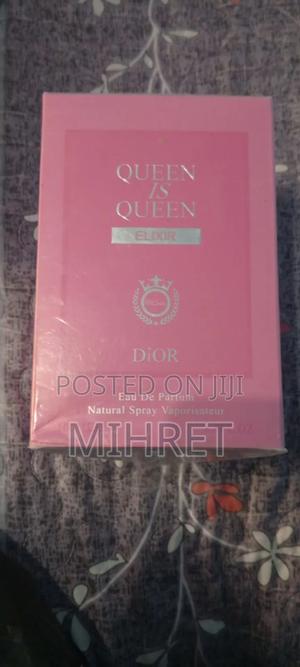 QUEEN
IS
QUEEN
ELIXIR
DiOR
POSTED ON JIJI
Eau De Parfum
Natural Spray Vaporisateur
MIHRET